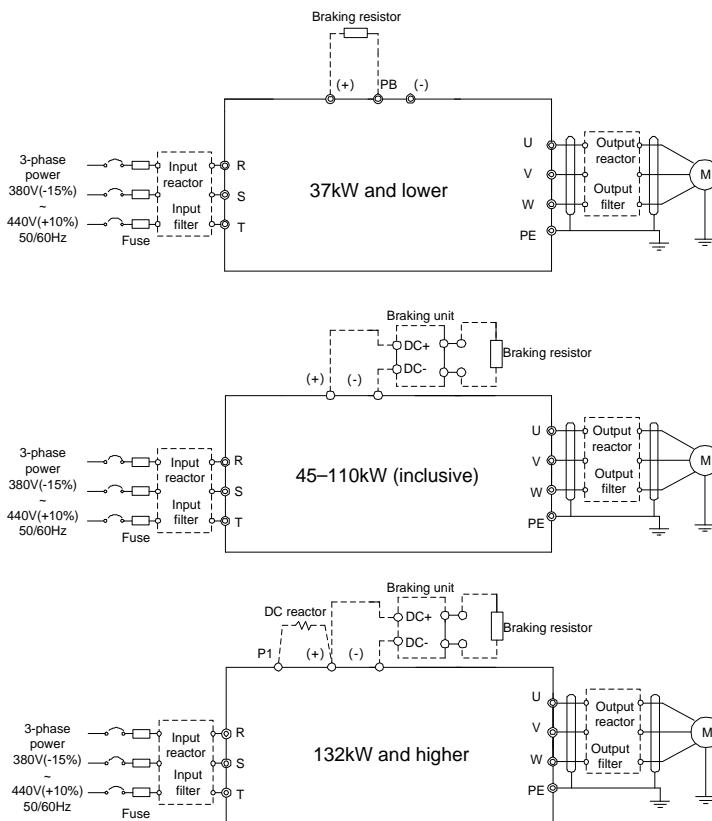 Braking resistor
(+) PB (-)
3-phase
power
380V(-15%)
~
440V(+10%)
50/60Hz
Fuse
Input
reactor
Input
filter
R
S
T
37kW and lower
U
V
W
PE
Output
reactor
Output
filter
M
Braking unit
DC+
DC-
Braking resistor
(+) (-)
3-phase
power
380V(-15%)
~
440V(+10%)
50/60Hz
Fuse
Input
reactor
Input
filter
R
S
T
45–110kW (inclusive)
U
V
W
PE
Output
reactor
Output
filter
M
Braking unit
DC reactor
DC+
DC-
Braking resistor
P1 (+) (-)
3-phase
power
380V(-15%)
~
440V(+10%)
50/60Hz
Fuse
Input
reactor
Input
filter
R
S
T
132kW and higher
U
V
W
PE
Output
reactor
Output
filter
M